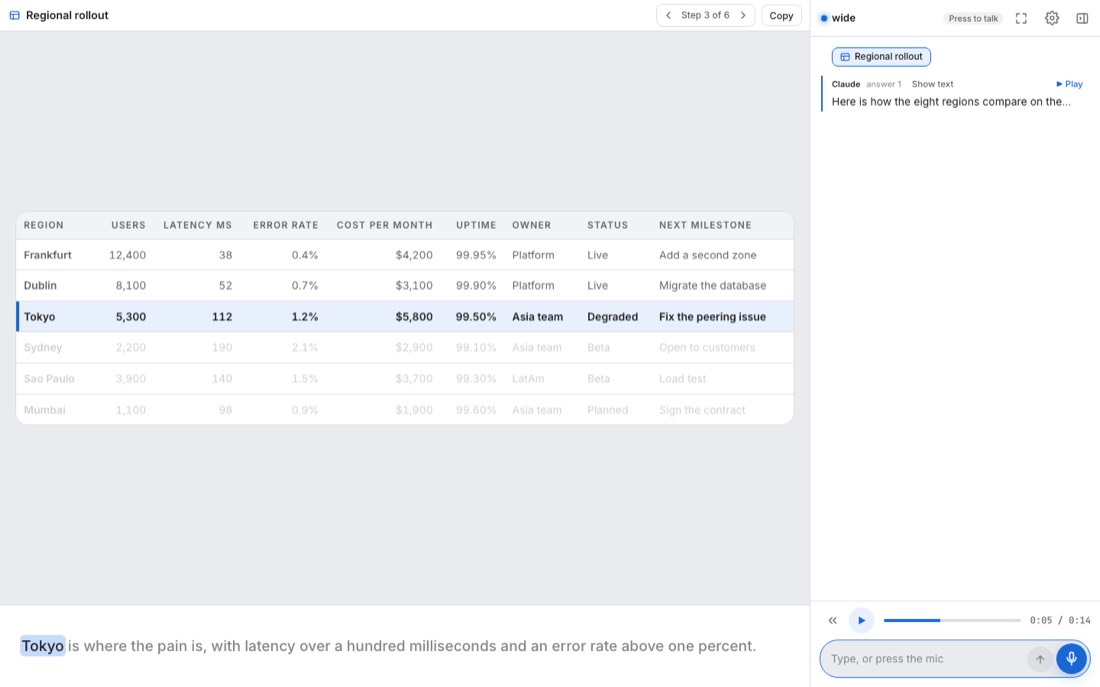 Regional rollout
Step 3 of 6
Copy
REGION USERS LATENCY MS ERROR RATE COST PER MONTH UPTIME OWNER STATUS NEXT MILESTONE
Frankfurt 12,400 38 0.4% $4,200 99.95% Platform Live Add a second zone
Dublin 8,100 52 0.7% $3,100 99.90% Platform Live Migrate the database
Tokyo 5,300 112 1.2% $5,800 99.50% Asia team Degraded Fix the peering issue
Sydney 2,200 190 2.1% $2,900 99.10% Asia team Beta Open to customers
Sao Paulo 3,900 140 1.5% $3,700 99.30% LatAm Beta Load test
Mumbai 1,100 98 0.9% $1,900 99.60% Asia team Planned Sign the contract
Tokyo is where the pain is, with latency over a hundred milliseconds and an error rate above one percent.
wide
Press to talk
Regional rollout
Claude answer 1 Show text Play
Here is how the eight regions compare on the...
0:05 / 0:14
Type, or press the mic